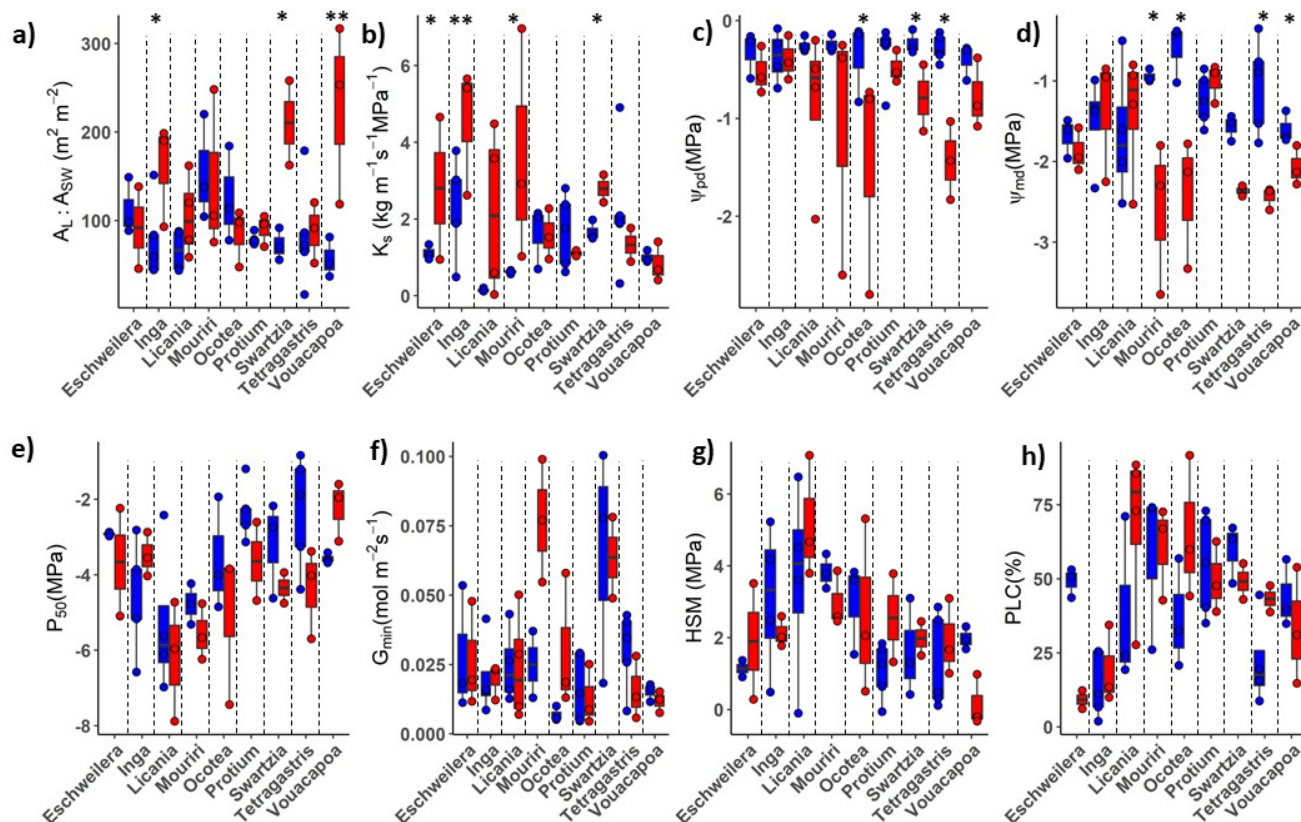 a)
A_L : A_SW (m² m⁻²)
300
200
100
*
*
**
Eschweilera
Inga
Licania
Mouriri
Ocotea
Protium
Swartzia
Tetragastris
Vouacapoa
b)
K_s (kg m⁻¹s⁻¹MPa⁻¹)
6
4
2
0
*
**
*
*
Eschweilera
Inga
Licania
Mouriri
Ocotea
Protium
Swartzia
Tetragastris
Vouacapoa
c)
Ψ_pd(MPa)
0
-1
-2
*
*
*
Eschweilera
Inga
Licania
Mouriri
Ocotea
Protium
Swartzia
Tetragastris
Vouacapoa
d)
Ψ_md(MPa)
-1
-2
-3
*
*
*
*
Eschweilera
Inga
Licania
Mouriri
Ocotea
Protium
Swartzia
Tetragastris
Vouacapoa
e)
P₅₀(MPa)
-2
-4
-6
-8
Eschweilera
Inga
Licania
Mouriri
Ocotea
Protium
Swartzia
Tetragastris
Vouacapoa
f)
G_min(mol m⁻²s⁻¹)
0.100
0.075
0.050
0.025
0.000
Eschweilera
Inga
Licania
Mouriri
Ocotea
Protium
Swartzia
Tetragastris
Vouacapoa
g)
HSM (MPa)
6
4
2
0
Eschweilera
Inga
Licania
Mouriri
Ocotea
Protium
Swartzia
Tetragastris
Vouacapoa
h)
PLC(%)
75
50
25
0
Eschweilera
Inga
Licania
Mouriri
Ocotea
Protium
Swartzia
Tetragastris
Vouacapoa